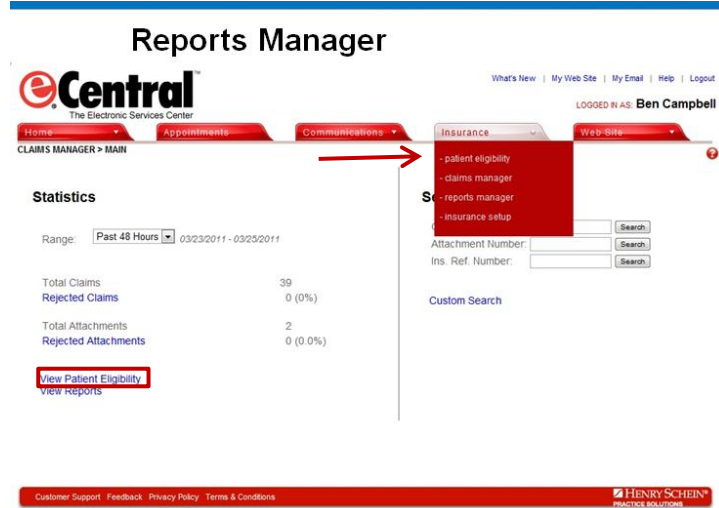 Reports Manager
eCentral™
The Electronic Services Center
What's New | My Web Site | My Email | Help | Logout
LOGGED IN AS: Ben Campbell
Home
Appointments
Communications
Insurance
Web Site
CLAIMS MANAGER > MAIN
?
- patient eligibility
- claims manager
- reports manager
- insurance setup
Statistics
Range: Past 48 Hours 03/23/2011 - 03/25/2011
Total Claims 39
Rejected Claims 0 (0%)
Total Attachments 2
Rejected Attachments 0 (0.0%)
View Patient Eligibility
View Reports
Search
Attachment Number: Search
Ins. Ref. Number: Search
Custom Search
Customer Support Feedback Privacy Policy Terms & Conditions
HENRY SCHEIN®
PRACTICE SOLUTIONS